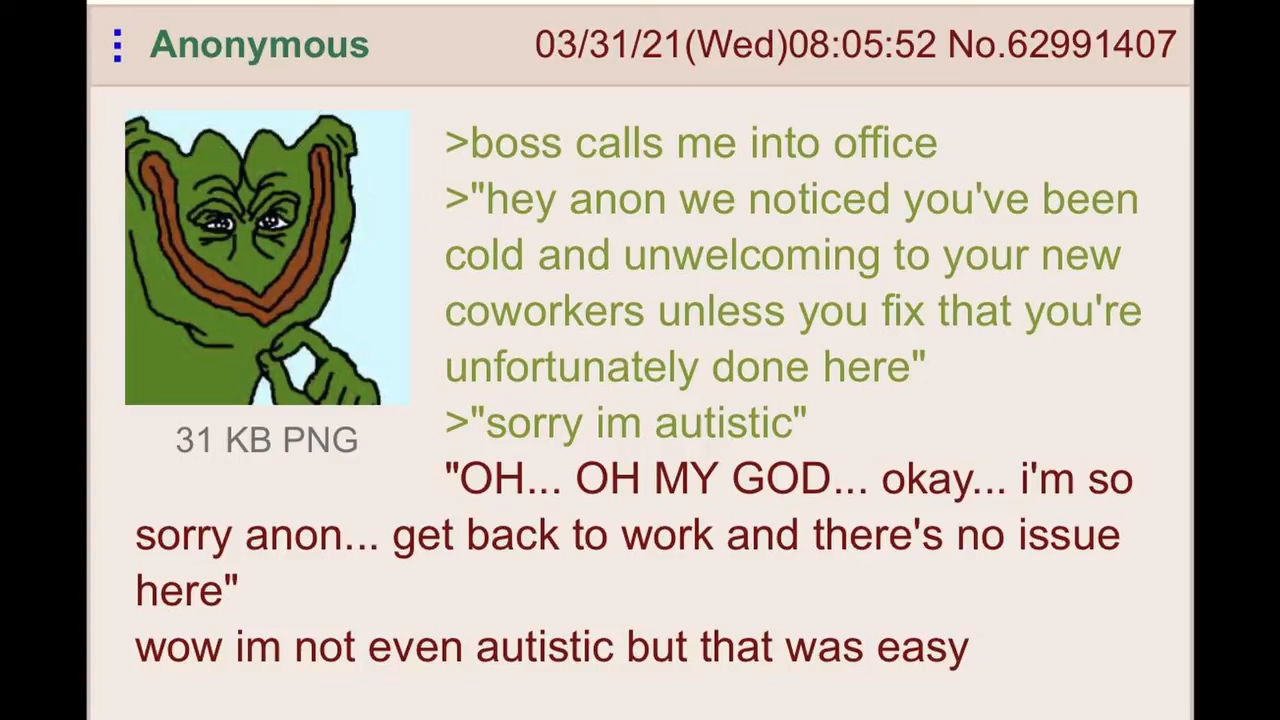 Anonymous 03/31/21(Wed)08:05:52 No.62991407
>boss calls me into office
>"hey anon we noticed you've been
cold and unwelcoming to your new
coworkers unless you fix that you're
unfortunately done here"
>"sorry im autistic"
"OH... OH MY GOD... okay... i'm so
sorry anon... get back to work and there's no issue
here"
wow im not even autistic but that was easy
31 KB PNG